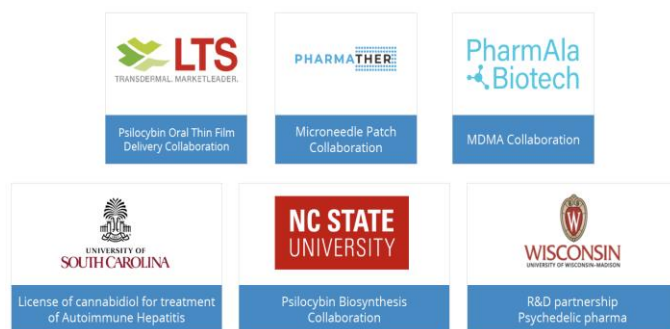 LTS
TRANSDERMAL. MARKETLEADER.
Psilocybin Oral Thin Film
Delivery Collaboration
PHARMATHER
Microneedle Patch
Collaboration
PharmAla
Biotech
MDMA Collaboration
UNIVERSITY OF
SOUTH CAROLINA
License of cannabidiol for treatment
of Autoimmune Hepatitis
NC STATE
UNIVERSITY
Psilocybin Biosynthesis
Collaboration
W
WISCONSIN
UNIVERSITY OF WISCONSIN–MADISON
R&D partnership
Psychedelic pharma